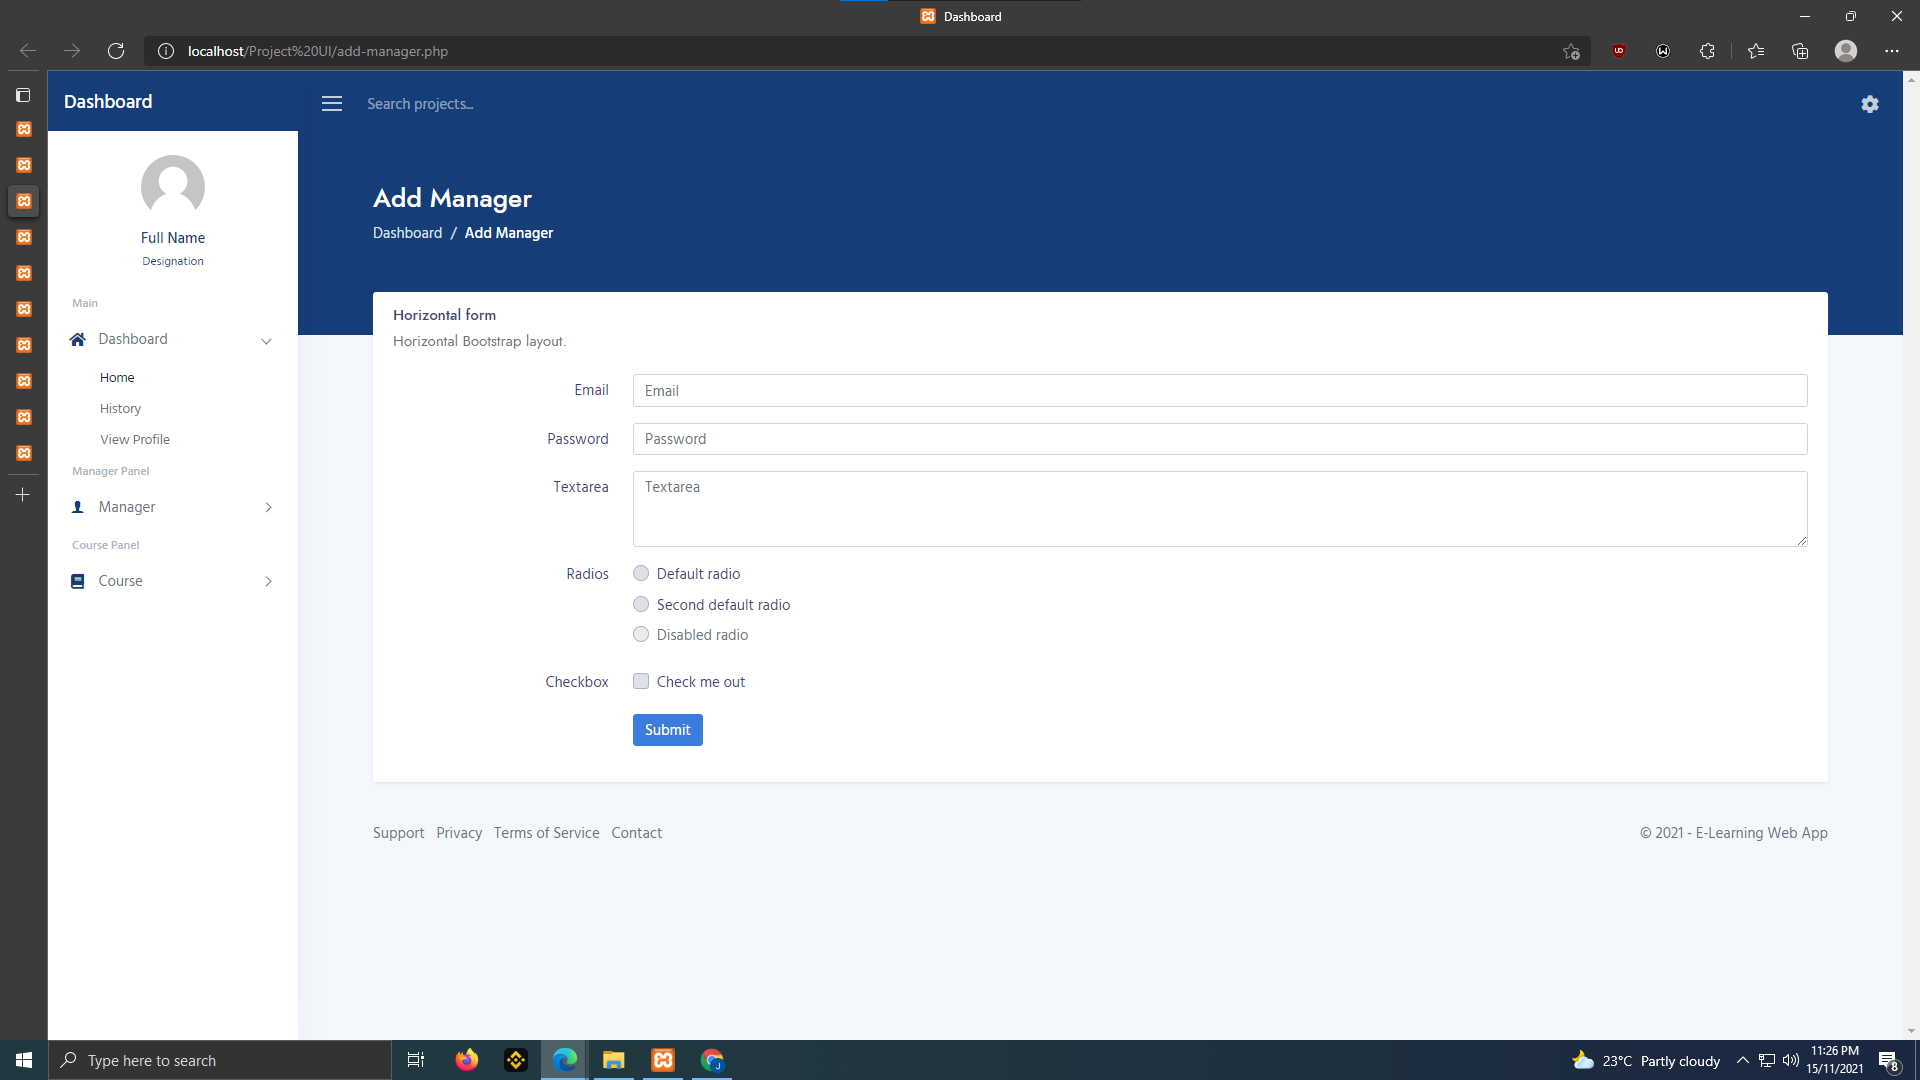 Dashboard
localhost/Project%20UI/add-manager.php
Dashboard
Search projects...
Full Name
Designation
Main
Dashboard
Home
History
View Profile
Manager Panel
Manager
Course Panel
Course
Add Manager
Dashboard / Add Manager
Horizontal form
Horizontal Bootstrap layout.
Email
Email
Password
Password
Textarea
Textarea
Radios
Default radio
Second default radio
Disabled radio
Checkbox
Check me out
Submit
Support Privacy Terms of Service Contact
© 2021 - E-Learning Web App
Type here to search
J
23°C Partly cloudy
11:26 PM
15/11/2021
8